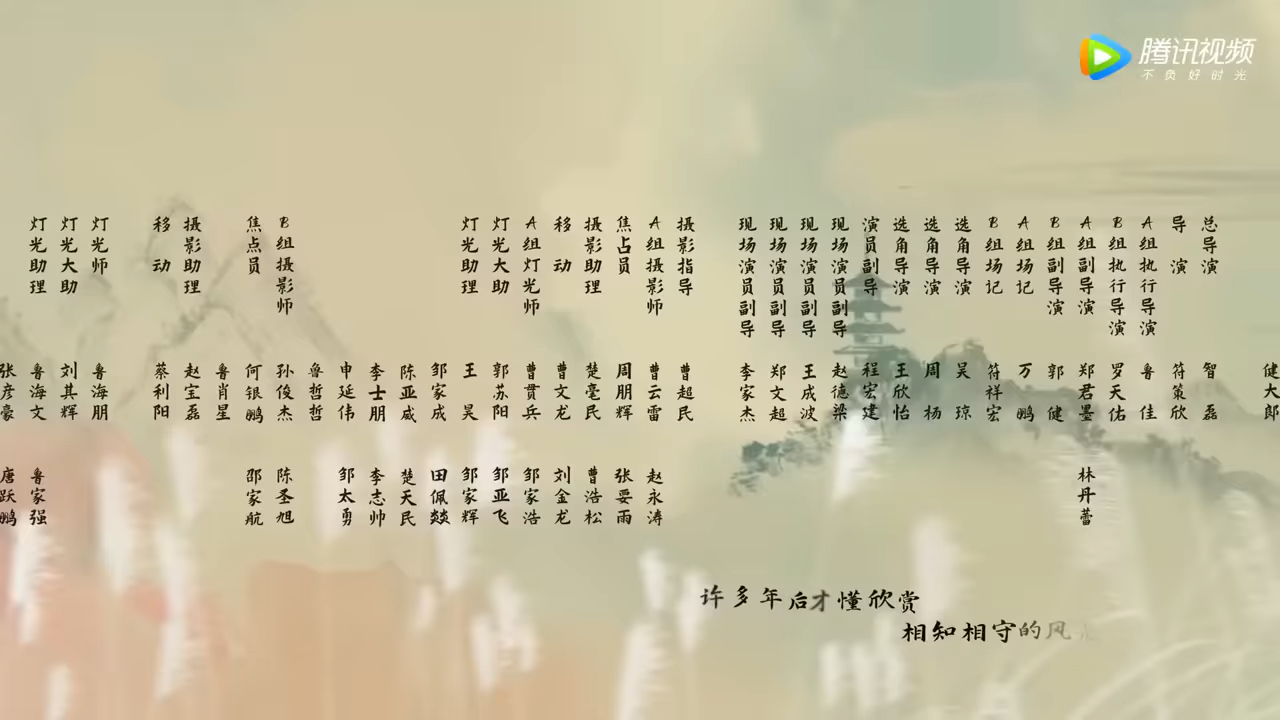 腾讯视频
不负好时光
健大郎
总导演 智磊
导演 符策欣
A组执行导演 鲁佳
B组执行导演 罗天佑
A组副导演 郑君墨 林丹蕾
B组副导演 郭健
A组场记 万鹏
B组场记 符祥宏
选角导演 吴琼
选角导演 周杨
选角导演 王欣怡
演员副导 程宏建
现场演员副导 赵德梁
现场演员副导 王成波
现场演员副导 郑文超
现场演员副导 李家杰
摄影指导 曹超民
A组摄影师 曹云雷 赵永涛
焦点员 周朋辉 张要雨
摄影助理 楚毫民 曹浩松
移动 曹文龙 刘金龙
A组灯光师 曹贯兵 邹家浩
灯光大助 郭苏阳 邹亚飞
灯光助理 王昊 邹家辉
邹家成 田佩燚
陈亚威 楚天民
李士朋 李志帅
申延伟 邹太勇
鲁哲哲
B组摄影师 孙俊杰 陈圣旭
焦点员 何银鹏 邵家航
鲁肖星
摄影助理 赵宝磊
移动 蔡利阳
灯光师 鲁海朋
灯光大助 刘其辉
灯光助理 鲁海文 鲁家强
张彦豪 唐跃鹏
许多年后才懂欣赏
相知相守的风